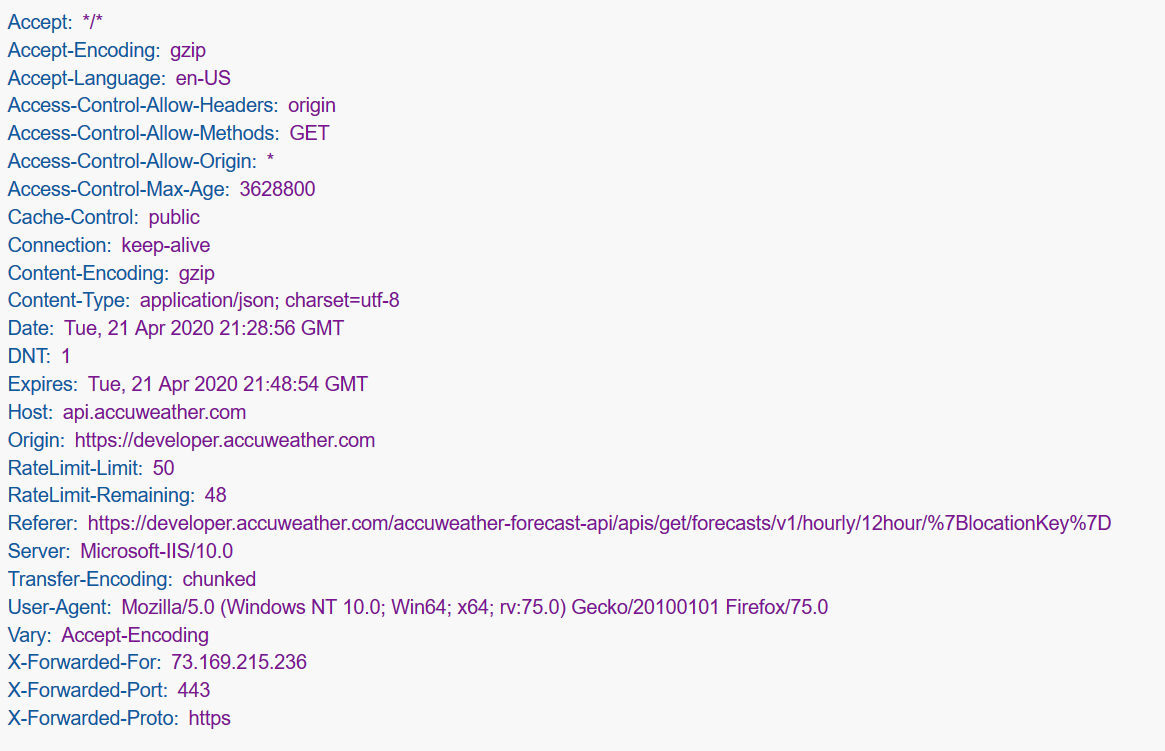 Accept: */*
Accept-Encoding: gzip
Accept-Language: en-US
Access-Control-Allow-Headers: origin
Access-Control-Allow-Methods: GET
Access-Control-Allow-Origin: *
Access-Control-Max-Age: 3628800
Cache-Control: public
Connection: keep-alive
Content-Encoding: gzip
Content-Type: application/json; charset=utf-8
Date: Tue, 21 Apr 2020 21:28:56 GMT
DNT: 1
Expires: Tue, 21 Apr 2020 21:48:54 GMT
Host: api.accuweather.com
Origin: https://developer.accuweather.com
RateLimit-Limit: 50
RateLimit-Remaining: 48
Referer: https://developer.accuweather.com/accuweather-forecast-api/apis/get/forecasts/v1/hourly/12hour/%7BlocationKey%7D
Server: Microsoft-IIS/10.0
Transfer-Encoding: chunked
User-Agent: Mozilla/5.0 (Windows NT 10.0; Win64; x64; rv:75.0) Gecko/20100101 Firefox/75.0
Vary: Accept-Encoding
X-Forwarded-For: 73.169.215.236
X-Forwarded-Port: 443
X-Forwarded-Proto: https